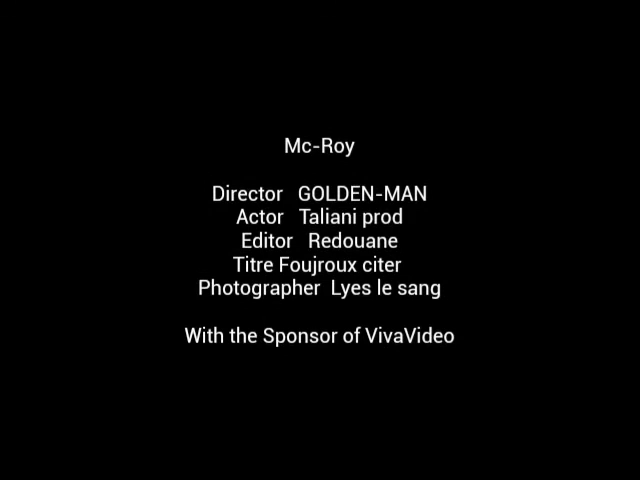 Mc-Roy
Director GOLDEN-MAN
Actor Taliani prod
Editor Redouane
Titre Foujroux citer
Photographer Lyes le sang
With the Sponsor of VivaVideo